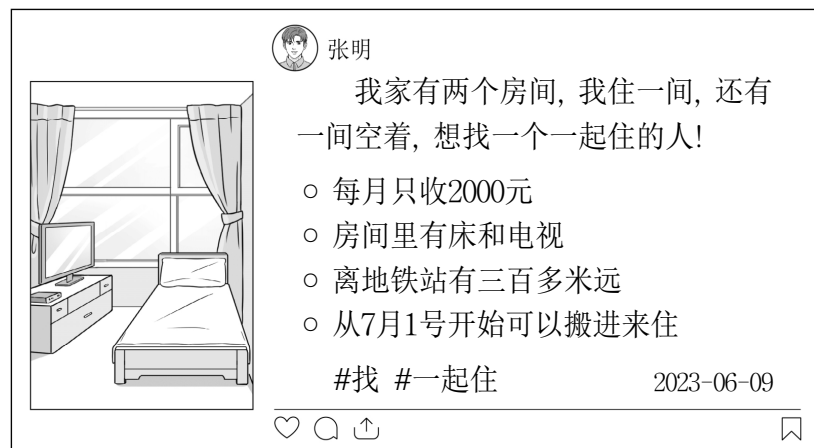 张明
我家有两个房间, 我住一间, 还有
一间空着, 想找一个一起住的人!
○ 每月只收2000元
○ 房间里有床和电视
○ 离地铁站有三百多米远
○ 从7月1号开始可以搬进来住
#找 #一起住
2023-06-09